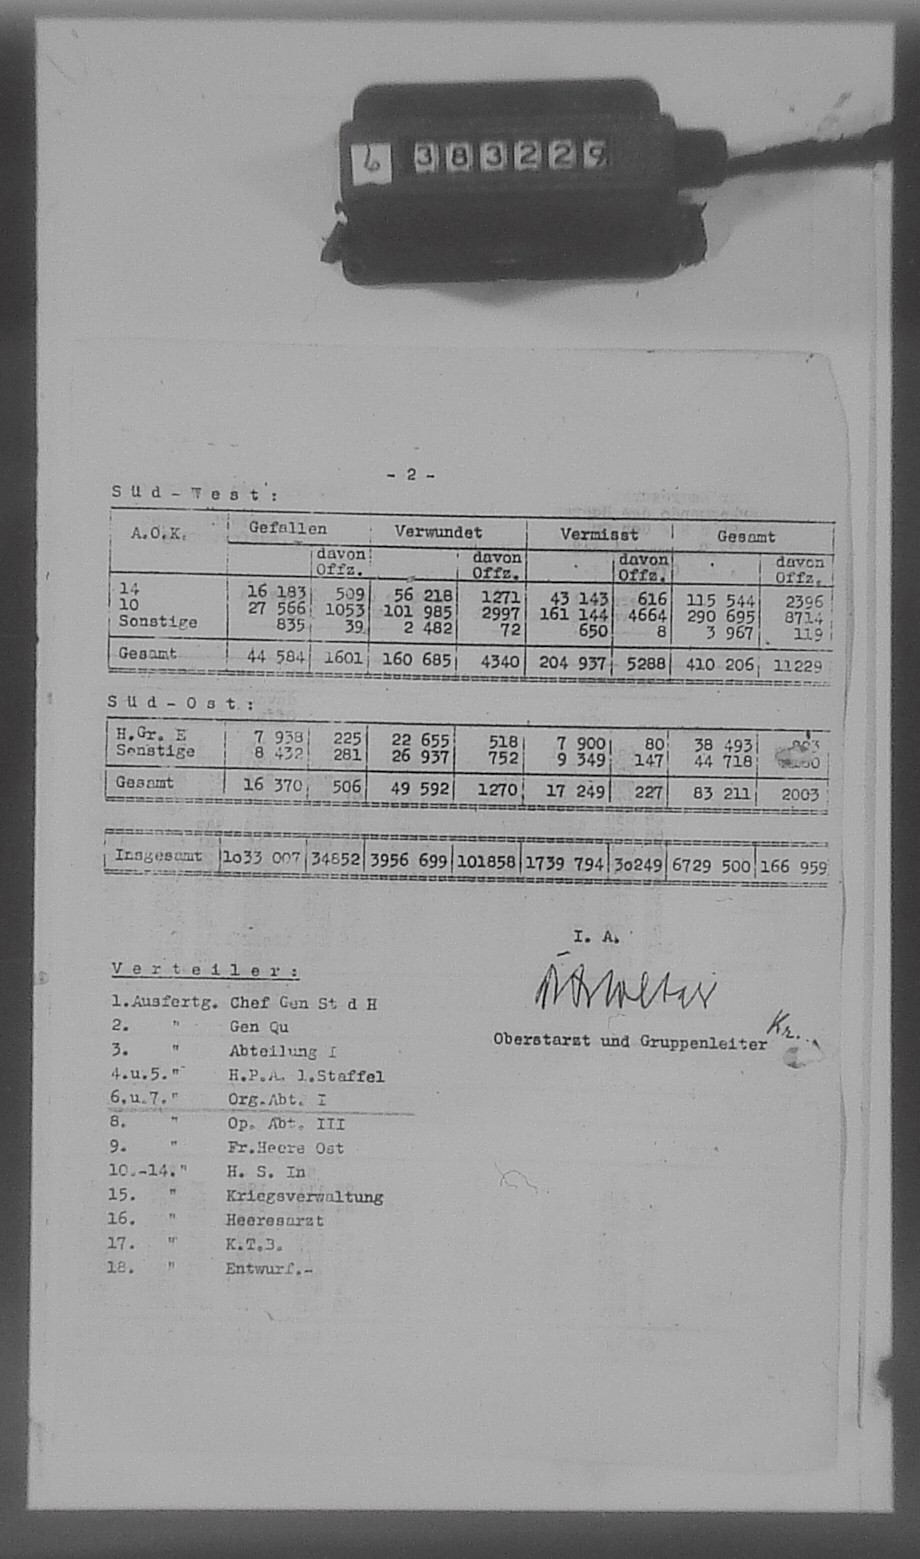 6 383229
- 2 -
Süd-West:
A.O.K. Gefallen Verwundet Vermisst Gesamt
davon Offz. davon Offz. davon Offz. davon Offz.
14 16 183 509 56 218 1271 43 143 616 115 544 2396
10 27 566 1053 101 985 2997 161 144 4664 290 695 8714
Sonstige 835 39 2 482 72 650 8 3 967 119
Gesamt 44 584 1601 160 685 4340 204 937 5288 410 206 11229
Süd-Ost:
H.Gr. E 7 938 225 22 655 518 7 900 80 38 493
Sonstige 8 432 281 26 937 752 9 349 147 44 718
Gesamt 16 370 506 49 592 1270 17 249 227 83 211 2003
Insgesamt 1o33 007 34852 3956 699 101858 1739 794 3o249 6729 500 166 959
I. A.
Verteiler:
1.Ausfertg. Chef Gen St d H
2. " Gen Qu
Kr.
Oberstarzt und Gruppenleiter
3. " Abteilung I
4.u.5." H.P.A. 1.Staffel
6.u.7." Org.Abt. I
8. " Op. Abt. III
9. " Fr.Heere Ost
10.-14." H. S. In
15. " Kriegsverwaltung
16. " Heeresarzt
17. " K.T.B.
18. " Entwurf.-